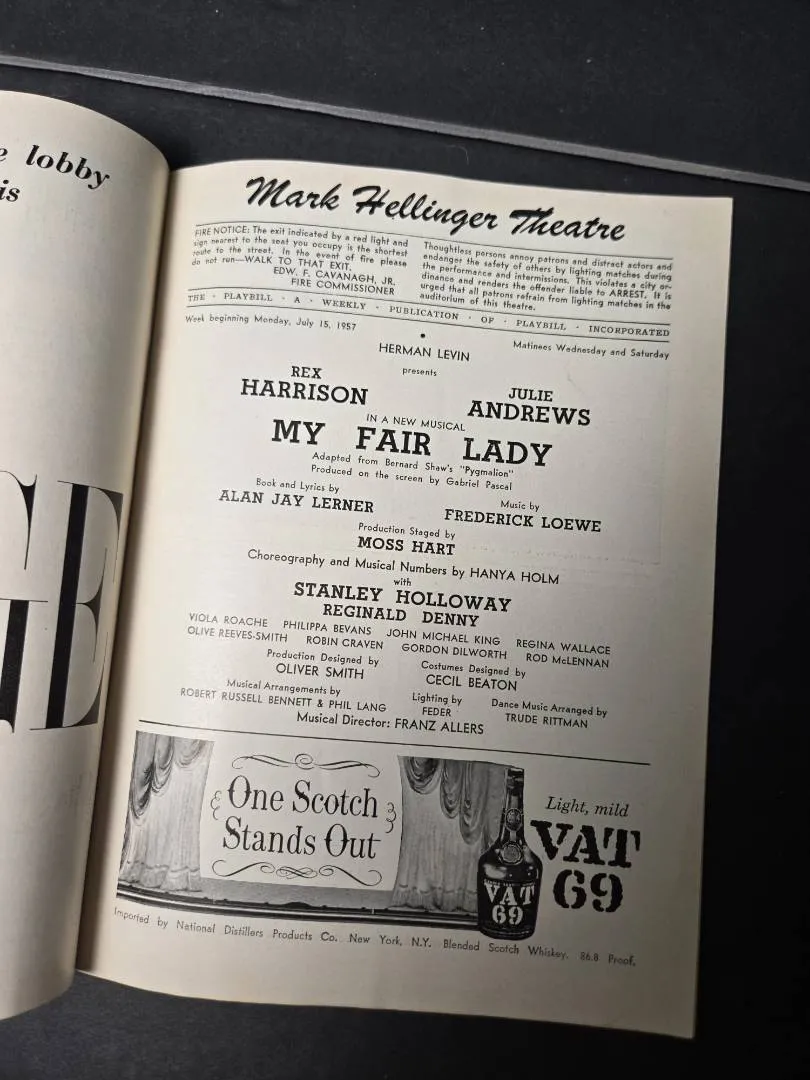 e lobby
is
CE
TE
Mark Hellinger Theatre
FIRE NOTICE: The exit indicated by a red light and
sign nearest to the seat you occupy is the shortest
route to the street. In the event of fire please
do not run—WALK TO THAT EXIT.
EDW. F. CAVANAGH, JR.
FIRE COMMISSIONER
Thoughtless persons annoy patrons and distract actors and
endanger the safety of others by lighting matches during
the performance and intermissions. This violates a city or-
dinance and renders the offender liable to ARREST. It is
urged that all patrons refrain from lighting matches in the
auditorium of this theatre.
THE · PLAYBILL · A · WEEKLY · PUBLICATION · OF · PLAYBILL · INCORPORATED
Week beginning Monday, July 15, 1957
Matinees Wednesday and Saturday
HERMAN LEVIN
presents
REX
HARRISON
JULIE
ANDREWS
IN A NEW MUSICAL
MY FAIR LADY
Adapted from Bernard Shaw's "Pygmalion"
Produced on the screen by Gabriel Pascal
Book and Lyrics by
ALAN JAY LERNER
Music by
FREDERICK LOEWE
Production Staged by
MOSS HART
Choreography and Musical Numbers by HANYA HOLM
with
STANLEY HOLLOWAY
REGINALD DENNY
VIOLA ROACHE PHILIPPA BEVANS JOHN MICHAEL KING REGINA WALLACE
OLIVE REEVES-SMITH ROBIN CRAVEN GORDON DILWORTH ROD McLENNAN
Production Designed by
OLIVER SMITH
Costumes Designed by
CECIL BEATON
Musical Arrangements by
ROBERT RUSSELL BENNETT & PHIL LANG
Lighting by
FEDER
Dance Music Arranged by
TRUDE RITTMAN
Musical Director: FRANZ ALLERS
One Scotch
Stands Out
VAT
69
Light, mild
VAT
69
Imported by National Distillers Products Co. New York, N.Y. Blended Scotch Whiskey. 86.8 Proof.